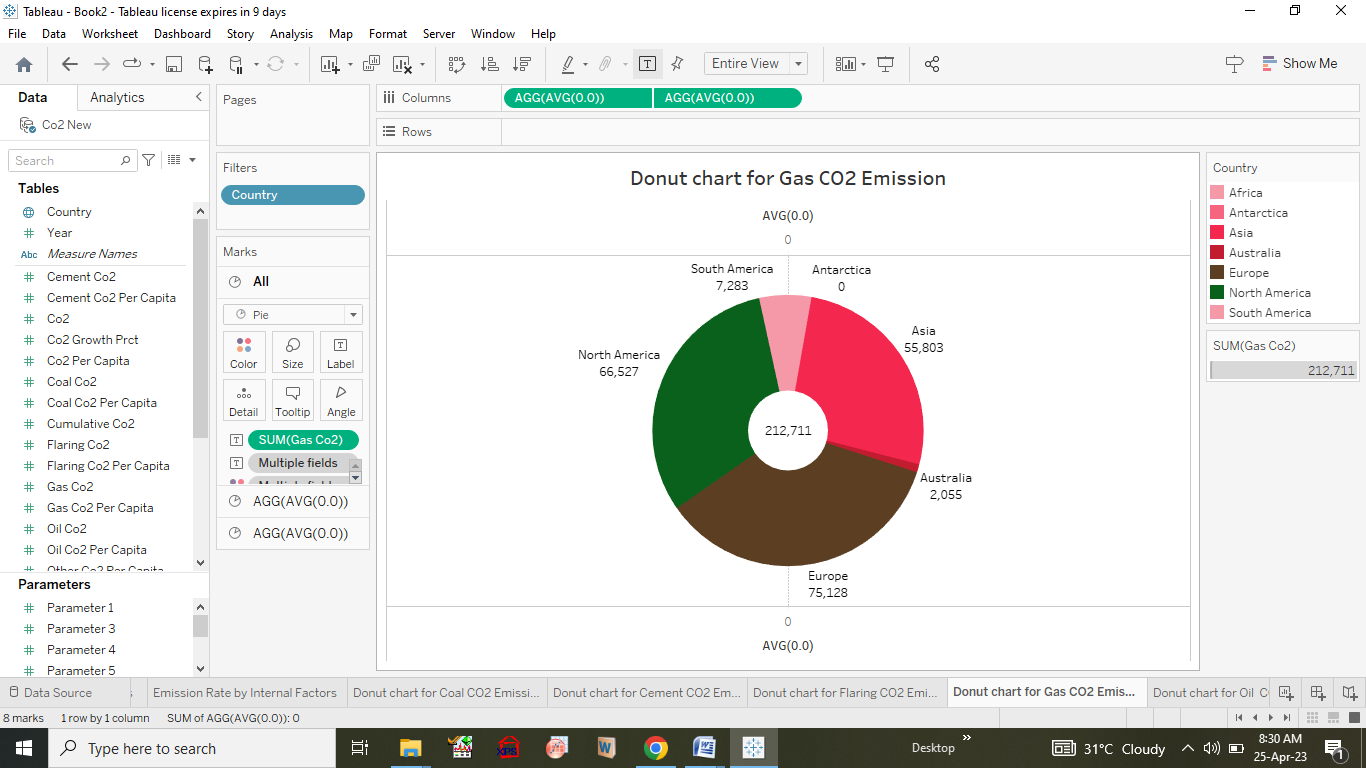 Tableau - Book2 - Tableau license expires in 9 days
File Data Worksheet Dashboard Story Analysis Map Format Server Window Help
Entire View
Show Me
Data Analytics
Co2 New
Search
Tables
Country
Year
Abc Measure Names
Cement Co2
Cement Co2 Per Capita
Co2
Co2 Growth Prct
Co2 Per Capita
Coal Co2
Coal Co2 Per Capita
Cumulative Co2
Flaring Co2
Flaring Co2 Per Capita
Gas Co2
Gas Co2 Per Capita
Oil Co2
Oil Co2 Per Capita
Other Co2 Per Capita
Parameters
Parameter 1
Parameter 3
Parameter 4
Parameter 5
Pages
Filters
Country
Marks
All
Pie
Color Size Label
Detail Tooltip Angle
SUM(Gas Co2)
Multiple fields
AGG(AVG(0.0))
AGG(AVG(0.0))
Columns AGG(AVG(0.0)) AGG(AVG(0.0))
Rows
Donut chart for Gas CO2 Emission
AVG(0.0)
0
South America
7,283
Antarctica
0
Asia
55,803
North America
66,527
212,711
Australia
2,055
Europe
75,128
0
AVG(0.0)
Country
Africa
Antarctica
Asia
Australia
Europe
North America
South America
SUM(Gas Co2)
212,711
Data Source Emission Rate by Internal Factors Donut chart for Coal CO2 Emissi... Donut chart for Cement CO2 Em... Donut chart for Flaring CO2 Emi... Donut chart for Gas CO2 Emis... Donut chart for Oil
8 marks 1 row by 1 column SUM of AGG(AVG(0.0)): 0
Type here to search
XPS
W
W
Desktop
31°C Cloudy
8:30 AM
25-Apr-23
1